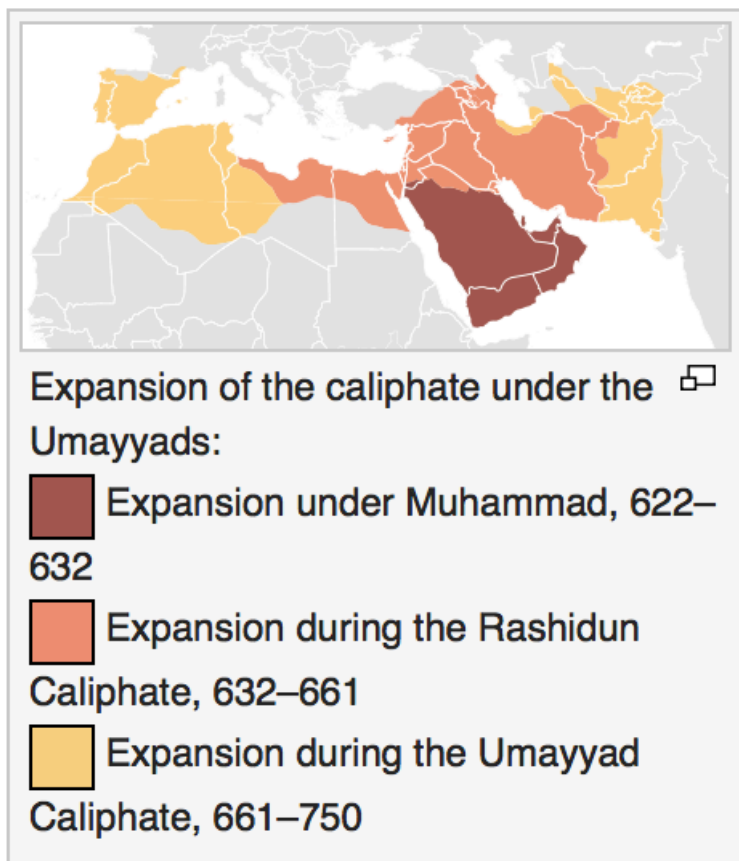 Expansion of the caliphate under the
Umayyads:
Expansion under Muhammad, 622–
632
Expansion during the Rashidun
Caliphate, 632–661
Expansion during the Umayyad
Caliphate, 661–750